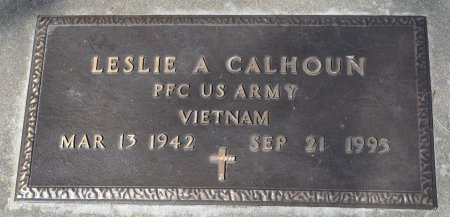 LESLIE A CALHOUN
PFC US ARMY
VIETNAM
MAR 13 1942 SEP 21 1995